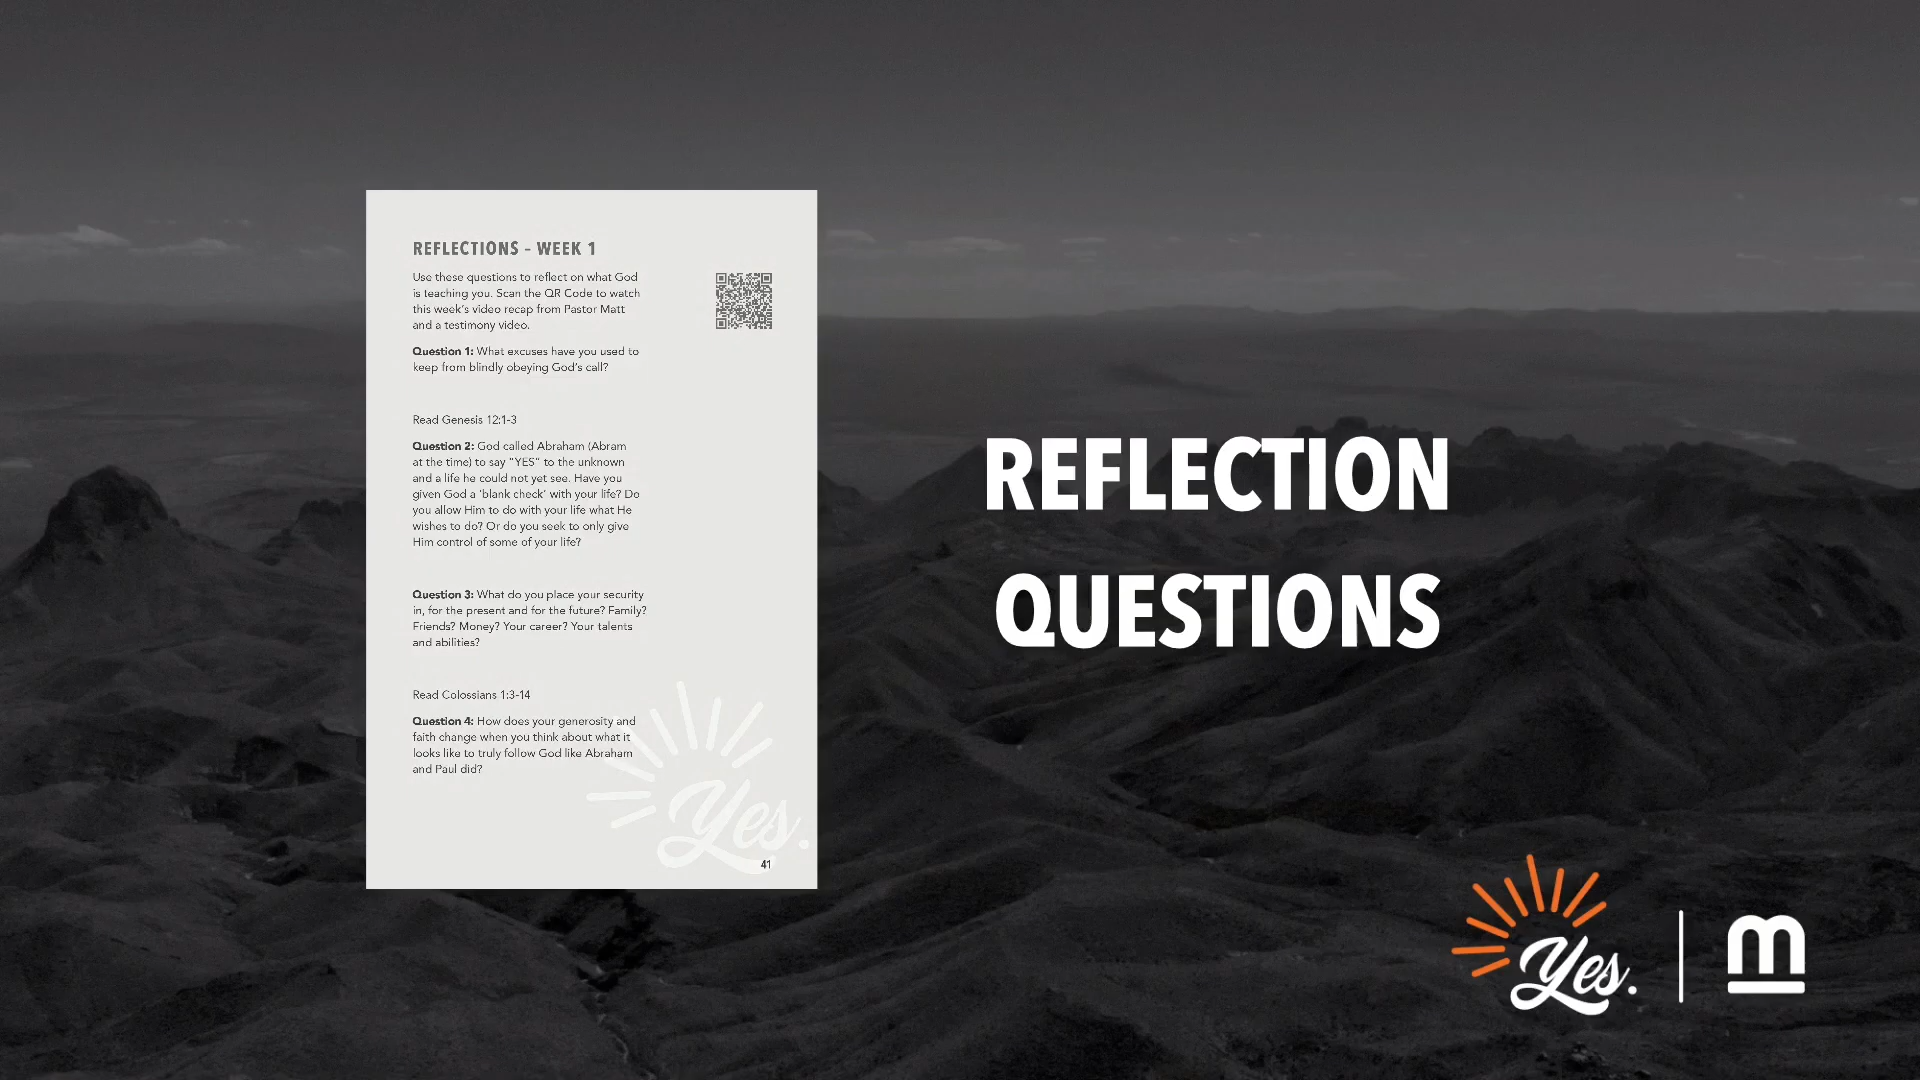 REFLECTIONS - WEEK 1
Use these questions to reflect on what God
is teaching you. Scan the QR Code to watch
this week's video recap from Pastor Matt
and a testimony video.
Question 1: What excuses have you used to
keep from blindly obeying God's call?
Read Genesis 12:1-3
Question 2: God called Abraham (Abram
at the time) to say "YES" to the unknown
and a life he could not yet see. Have you
given God a 'blank check' with your life? Do
you allow Him to do with your life what He
wishes to do? Or do you seek to only give
Him control of some of your life?
Question 3: What do you place your security
in, for the present and for the future? Family?
Friends? Money? Your career? Your talents
and abilities?
Read Colossians 1:3-14
Question 4: How does your generosity and
faith change when you think about what it
looks like to truly follow God like Abraham
and Paul did?
Yes.
41
REFLECTION
QUESTIONS
Yes.
m